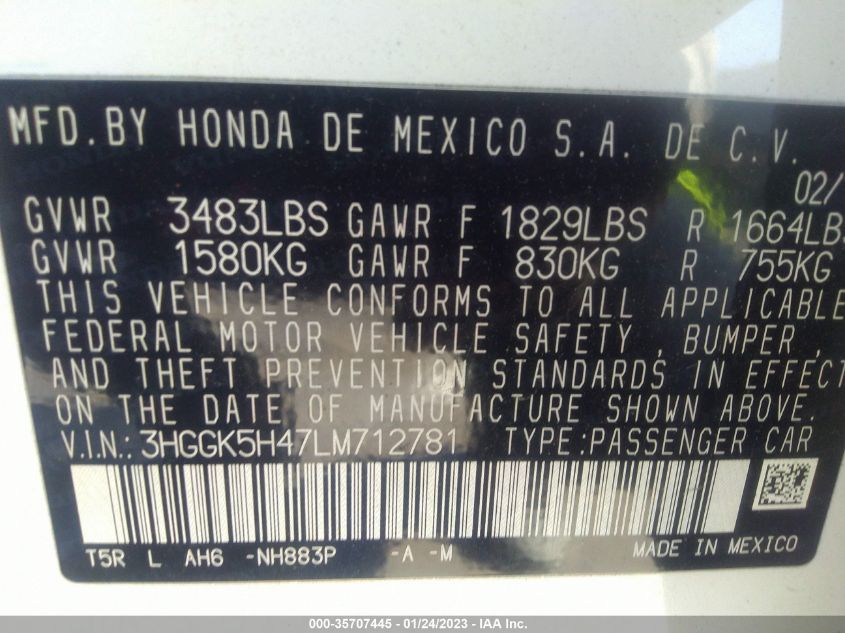 MFD. BY HONDA DE MEXICO S.A. DE C.V.
02/
GVWR 3483LBS GAWR F 1829LBS R 1664LBS
GVWR 1580KG GAWR F 830KG R 755KG
THIS VEHICLE CONFORMS TO ALL APPLICABLE
FEDERAL MOTOR VEHICLE SAFETY, BUMPER,
AND THEFT PREVENTION STANDARDS IN EFFECT
ON THE DATE OF MANUFACTURE SHOWN ABOVE.
V.IN.: 3HGGK5H47LM712781 TYPE:PASSENGER CAR
T5R L AH6 -NH883P -A -M MADE IN MEXICO
000-35707445 - 01/24/2023 - IAA Inc.